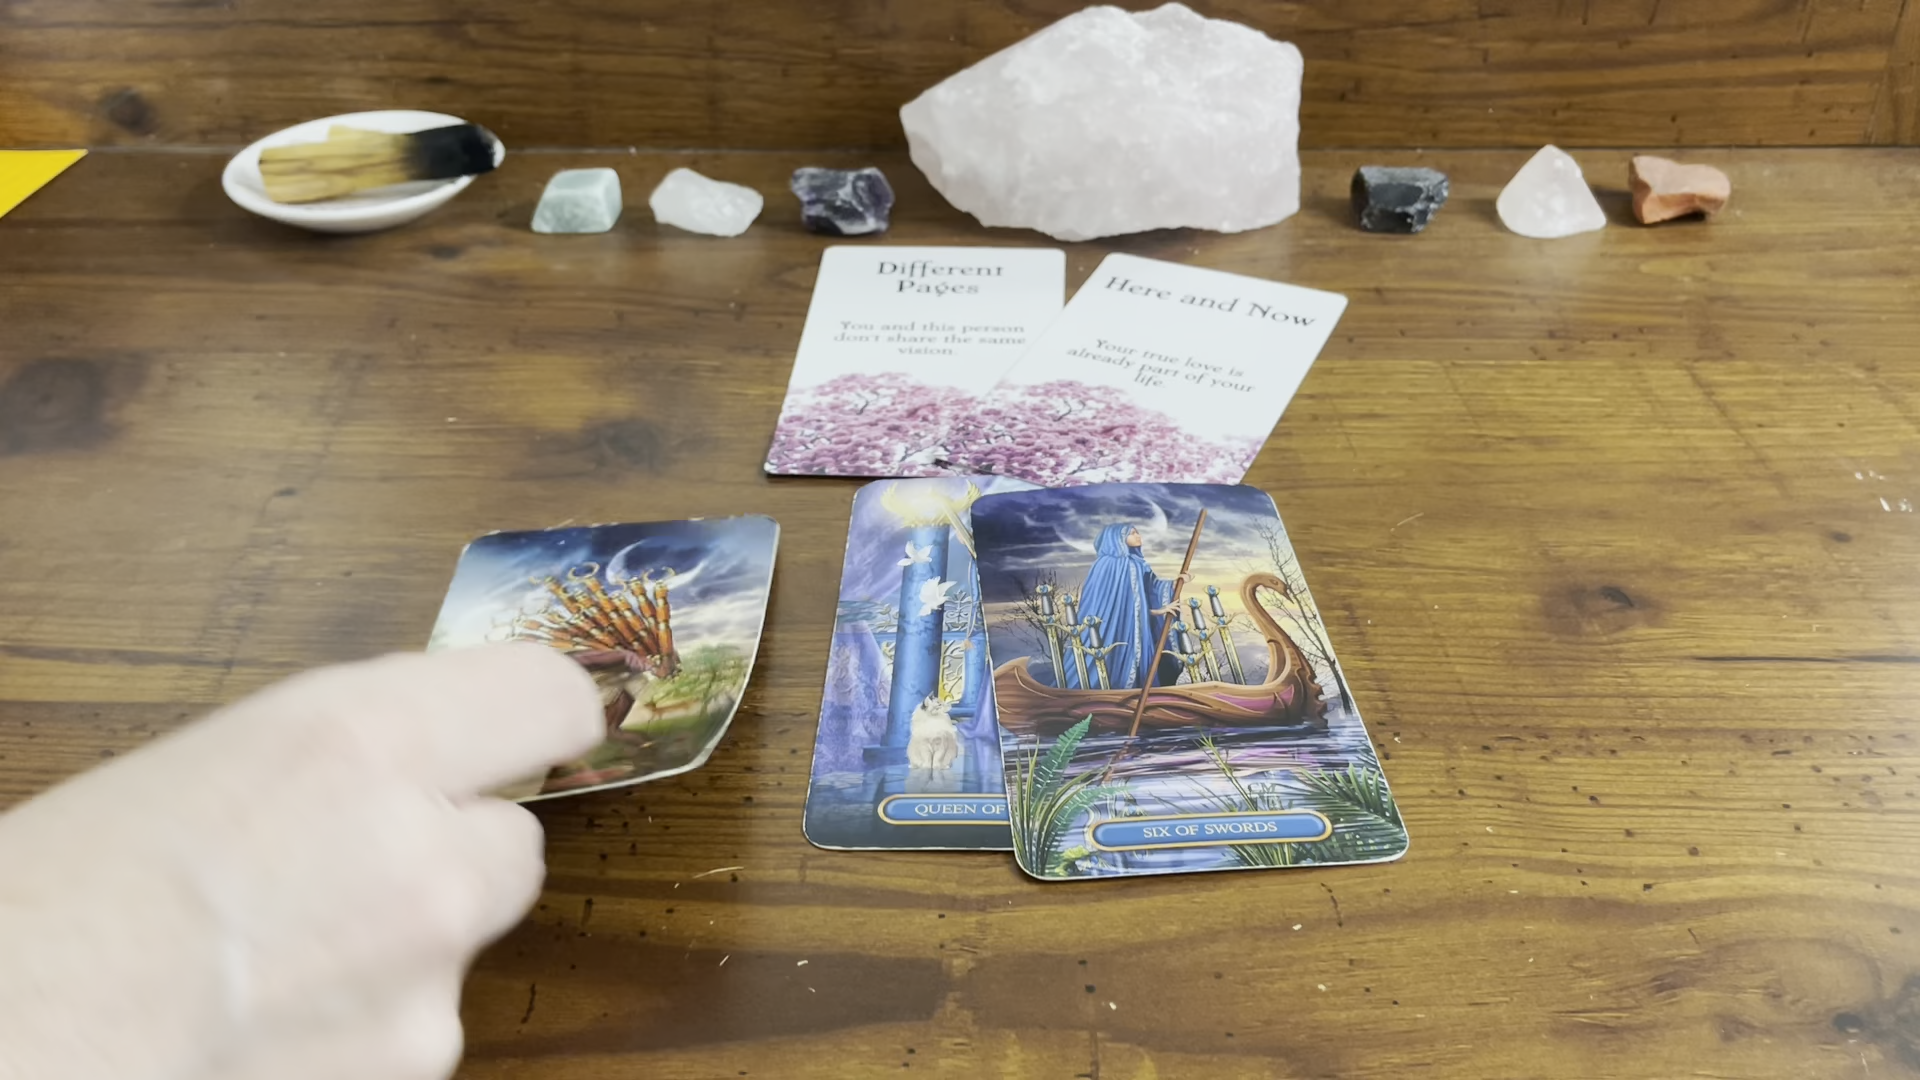 Different
Pages
You and this person
don't share the same
vision.
Here and Now
Your true love is
already part of your
life.
QUEEN OF
SIX OF SWORDS